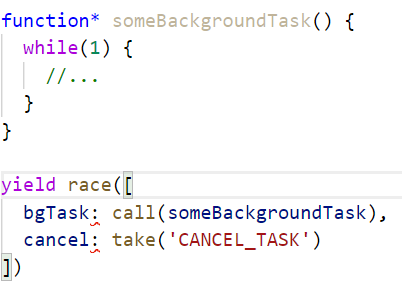 function* someBackgroundTask() {
  while(1) {
    //...
  }
}

yield race([
  bgTask: call(someBackgroundTask),
  cancel: take('CANCEL_TASK')
])